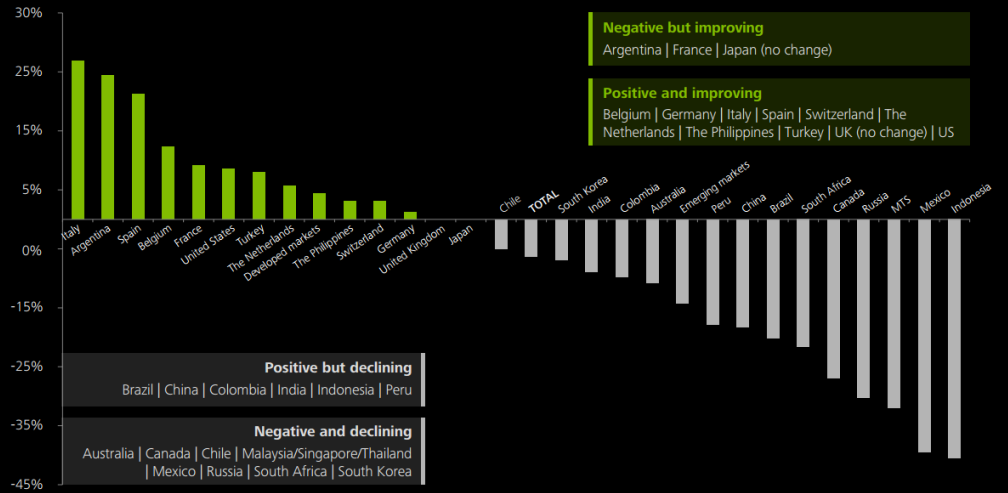 30%
25%
15%
5%
0%
-15%
-25%
-35%
-45%
Negative but improving
Argentina | France | Japan (no change)
Positive and improving
Belgium | Germany | Italy | Spain | Switzerland | The
Netherlands | The Philippines | Turkey | UK (no change) | US
Italy
Argentina
Spain
Belgium
France
United States
Turkey
The Netherlands
Developed markets
The Philippines
Switzerland
Germany
United Kingdom
Japan
Chile
TOTAL
South Korea
India
Colombia
Australia
Emerging markets
Peru
China
Brazil
South Africa
Canada
Russia
MTS
Mexico
Indonesia
Positive but declining
Brazil | China | Colombia | India | Indonesia | Peru
Negative and declining
Australia | Canada | Chile | Malaysia/Singapore/Thailand
| Mexico | Russia | South Africa | South Korea